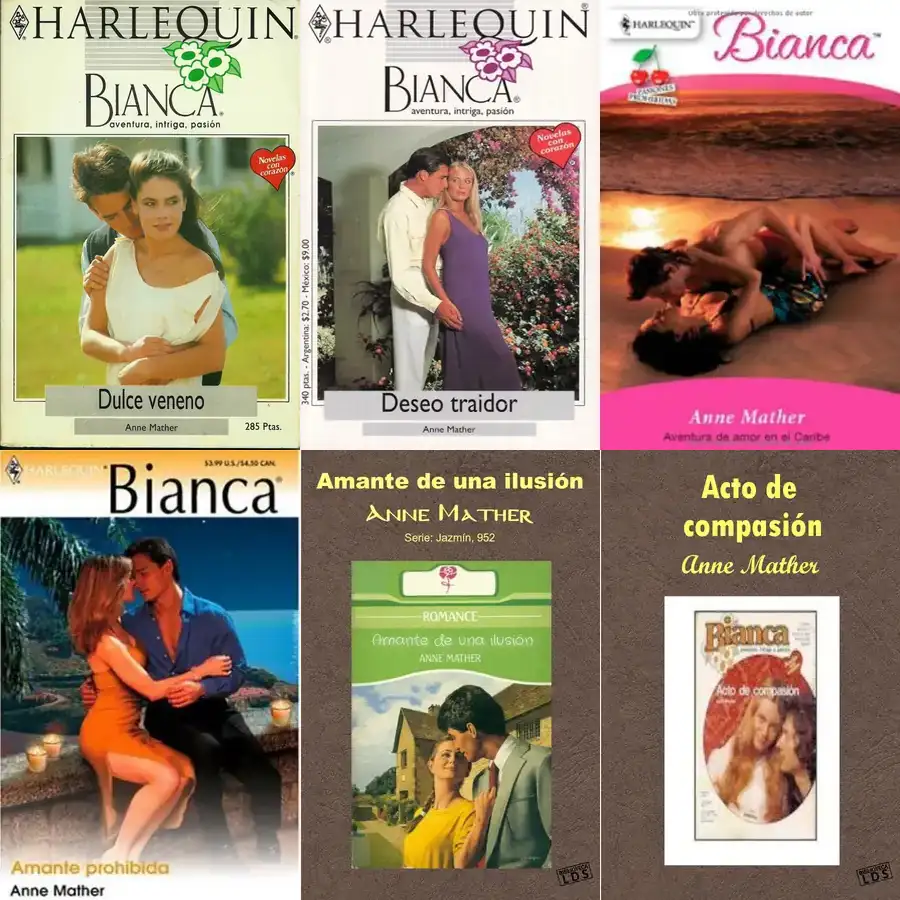 HARLEQUIN®
BIANCA®
aventura, intriga, pasión
Novelas
con
corazón
Dulce veneno
Anne Mather
285 Ptas.
HARLEQUIN®
BIANCA®
aventura, intriga, pasión
Novelas
con
corazón
340 ptas. - Argentina: $2.70 - México: $9.00
Deseo traidor
Anne Mather
HARLEQUIN™
Bianca™
PASIONES
PROHIBIDAS
Anne Mather
Aventura de amor en el Caribe
HARLEQUIN®
$3.99 U.S./$4.50 CAN.
Bianca®
Amante prohibida
Anne Mather
Amante de una ilusión
ANNE MATHER
Serie: Jazmín, 952
ROMANCE
Amante de una ilusión
ANNE MATHER
BIBLIOTECA
LDS
Acto de
compasión
Anne Mather
Bianca
Acto de compasión
BIBLIOTECA
LDS